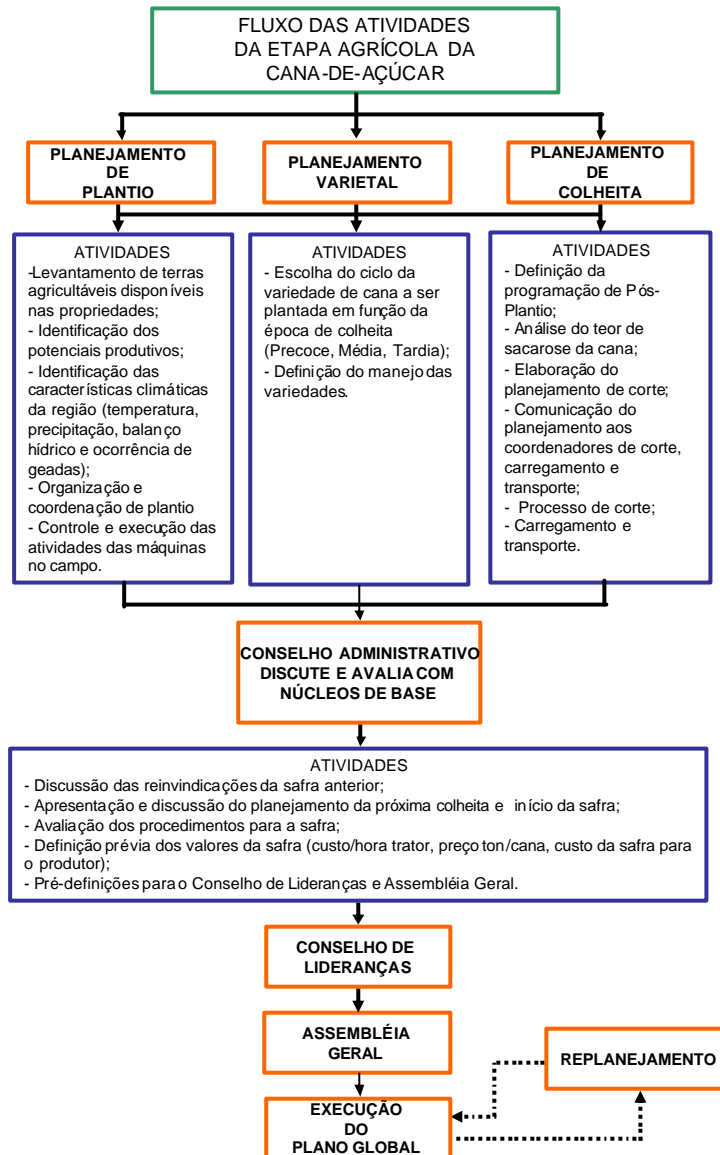 FLUXO DAS ATIVIDADES
DA ETAPA AGRÍCOLA DA
CANA-DE-AÇÚCAR
PLANEJAMENTO
DE
PLANTIO
PLANEJAMENTO
VARIETAL
PLANEJAMENTO
DE
COLHEITA
ATIVIDADES
-Levantamento de terras
agricultáveis disponíveis
nas propriedades;
- Identificação dos
potenciais produtivos;
- Identificação das
características climáticas
da região (temperatura,
precipitação, balanço
hídrico e ocorrência de
geadas);
- Organização e
coordenação de plantio
- Controle e execução das
atividades das máquinas
no campo.
ATIVIDADES
- Escolha do ciclo da
variedade de cana a ser
plantada em função da
época de colheita
(Precoce, Média, Tardia);
- Definição do manejo das
variedades.
ATIVIDADES
- Definição da
programação de Pós-
Plantio;
- Análise do teor de
sacarose da cana;
- Elaboração do
planejamento de corte;
- Comunicação do
planejamento aos
coordenadores de corte,
carregamento e
transporte;
- Processo de corte;
- Carregamento e
transporte.
CONSELHO ADMINISTRATIVO
DISCUTE E AVALIA COM
NÚCLEOS DE BASE
ATIVIDADES
- Discussão das reinvindicações da safra anterior;
- Apresentação e discussão do planejamento da próxima colheita e início da safra;
- Avaliação dos procedimentos para a safra;
- Definição prévia dos valores da safra (custo/hora trator, preço ton/cana, custo da safra para
o produtor);
- Pré-definições para o Conselho de Lideranças e Assembléia Geral.
CONSELHO DE
LIDERANÇAS
ASSEMBLÉIA
GERAL
REPLANEJAMENTO
EXECUÇÃO
DO
PLANO GLOBAL